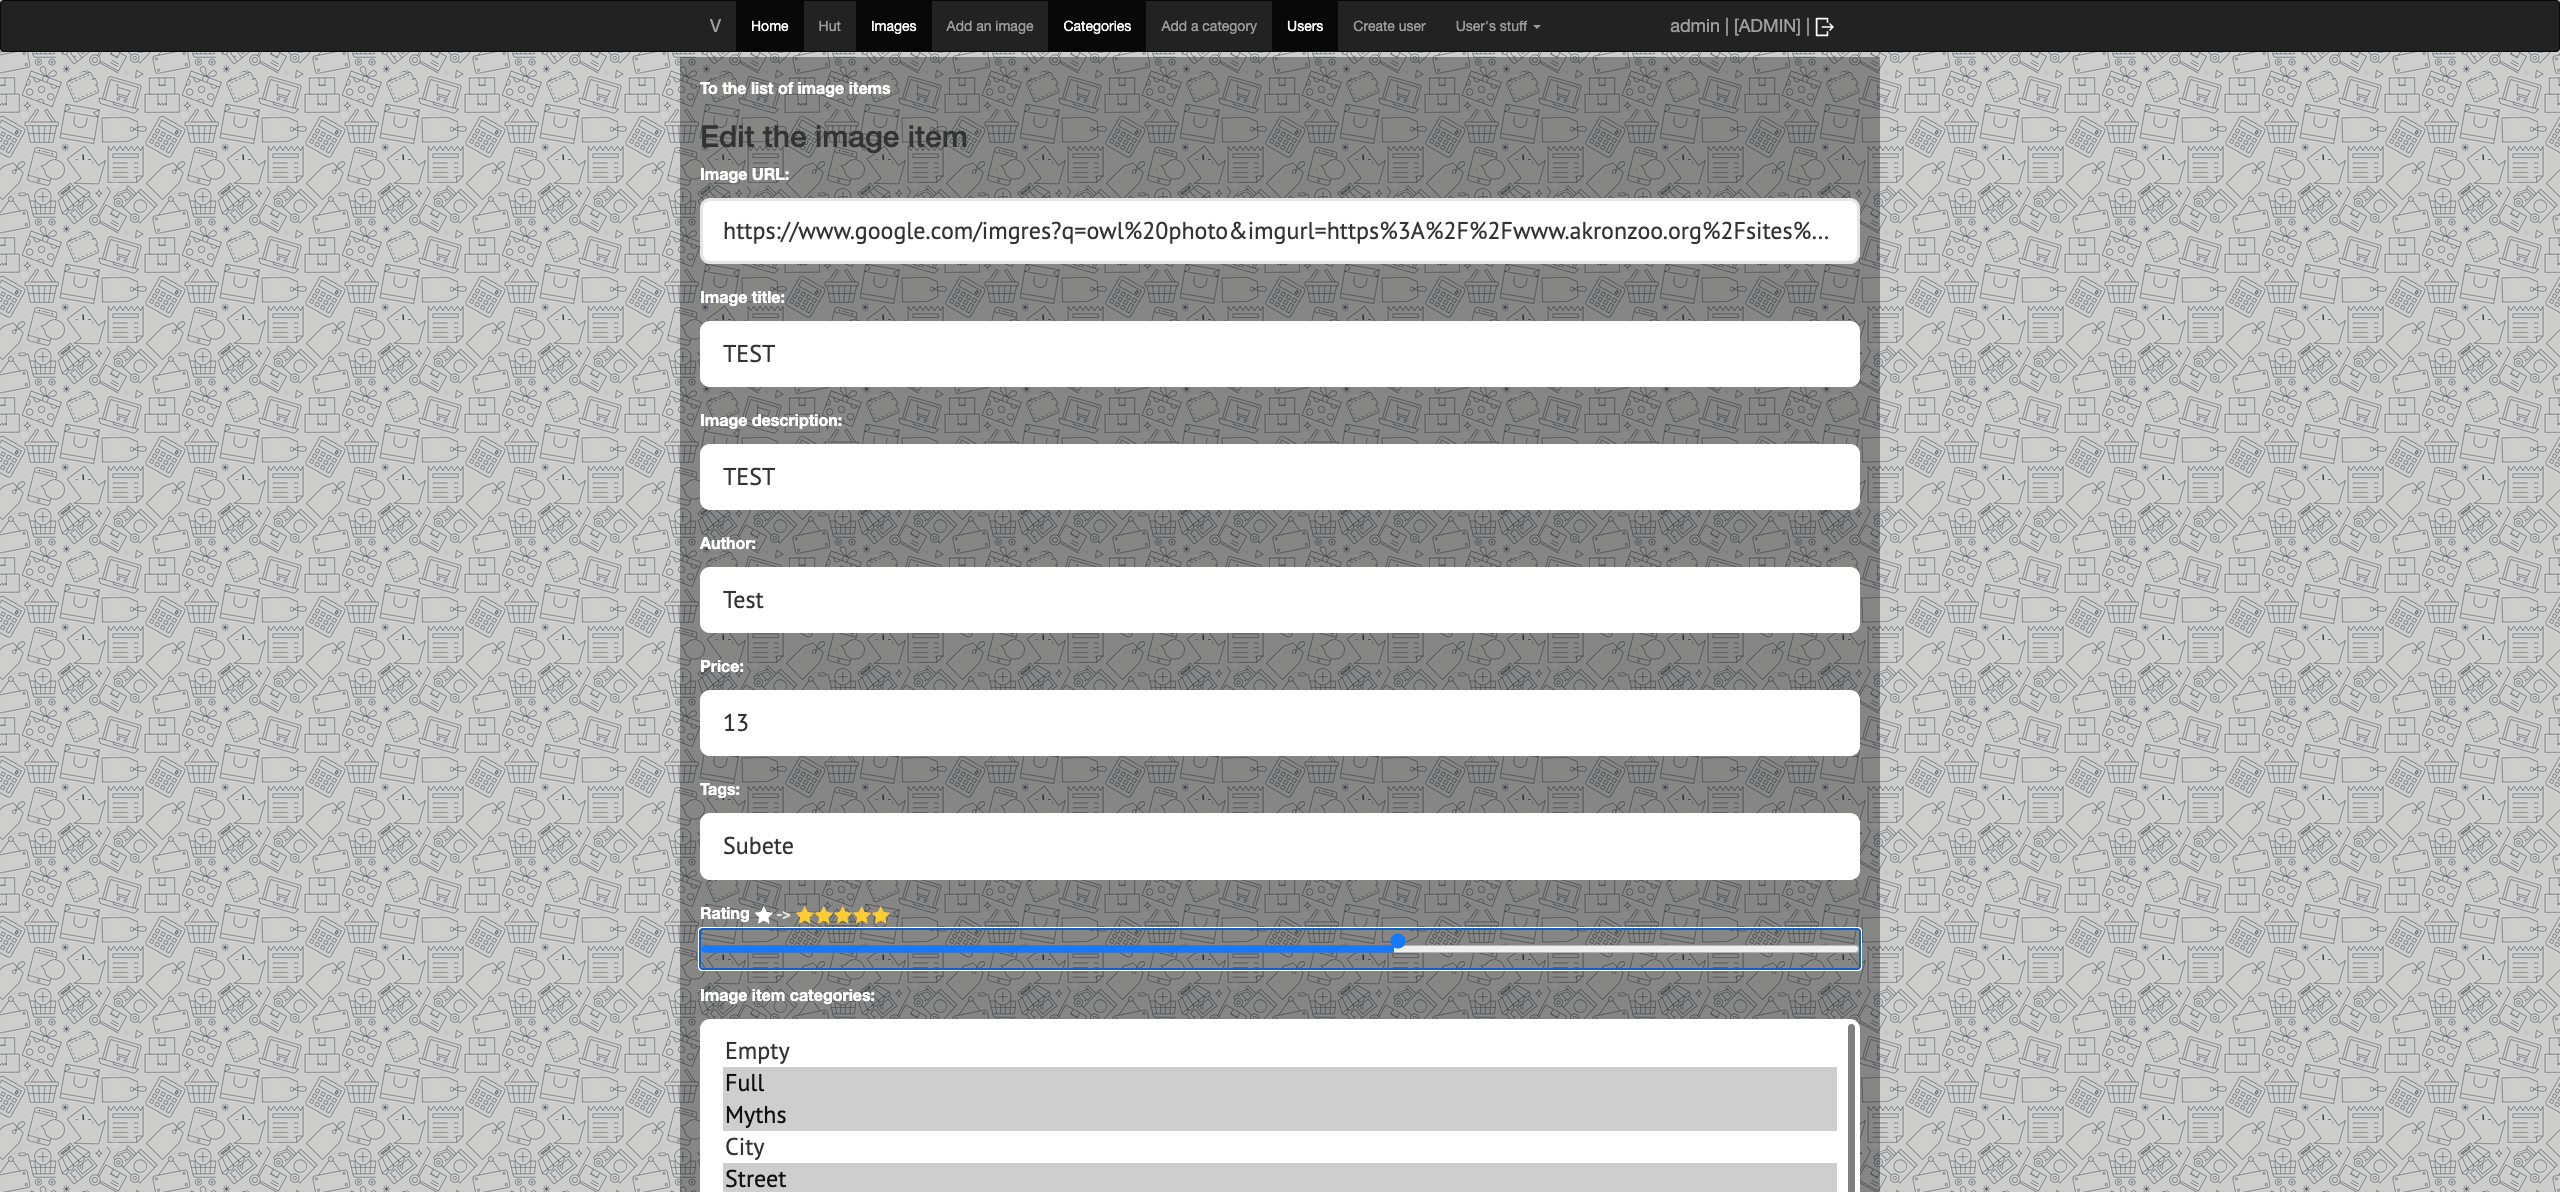 V Home Hut Images Add an image Categories Add a category Users Create user User's stuff admin | [ADMIN] |
To the list of image items
Edit the image item
Image URL:
https://www.google.com/imgres?q=owl%20photo&imgurl=https%3A%2F%2Fwww.akronzoo.org%2Fsites%...
Image title:
TEST
Image description:
TEST
Author:
Test
Price:
13
Tags:
Subete
Rating ★ -> ★★★★★
Image item categories:
Empty
Full
Myths
City
Street